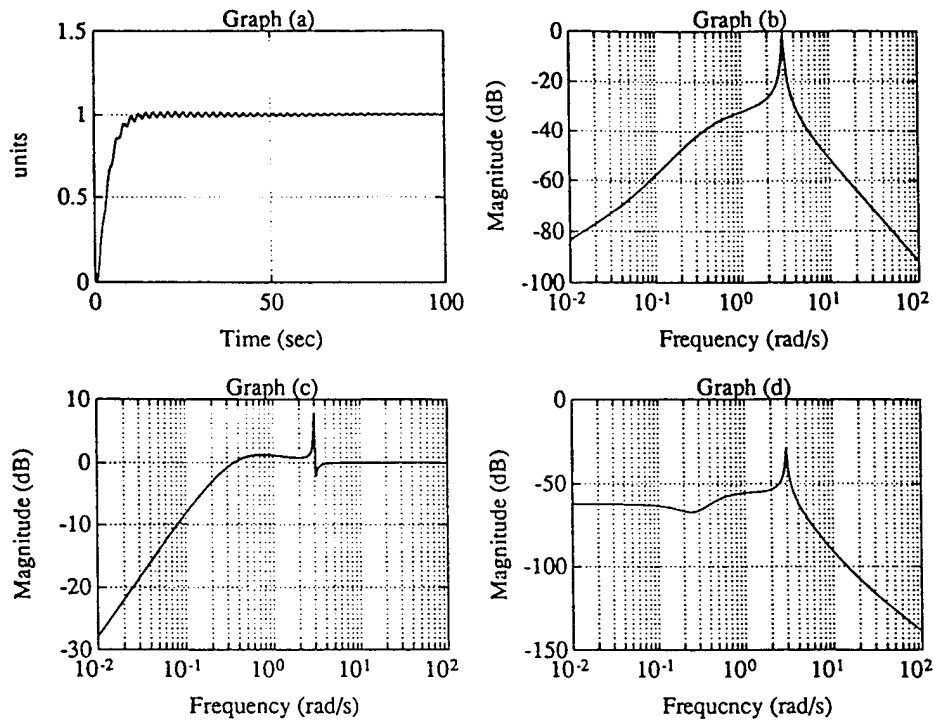 Graph (a)
1.5
1
0.5
0
units
0 50 100
Time (sec)
Graph (b)
0
-20
-40
-60
-80
-100
Magnitude (dB)
10-2 10-1 100 101 102
Frequency (rad/s)
Graph (c)
10
0
-10
-20
-30
Magnitude (dB)
10-2 10-1 100 101 102
Frequency (rad/s)
Graph (d)
0
-50
-100
-150
Magnitude (dB)
10-2 10-1 100 101 102
Frequency (rad/s)